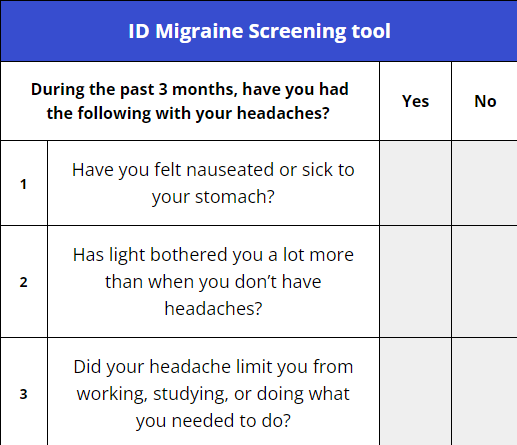 ID Migraine Screening tool
During the past 3 months, have you had
the following with your headaches?
Yes
No
1
Have you felt nauseated or sick to
your stomach?
2
Has light bothered you a lot more
than when you don’t have
headaches?
3
Did your headache limit you from
working, studying, or doing what
you needed to do?